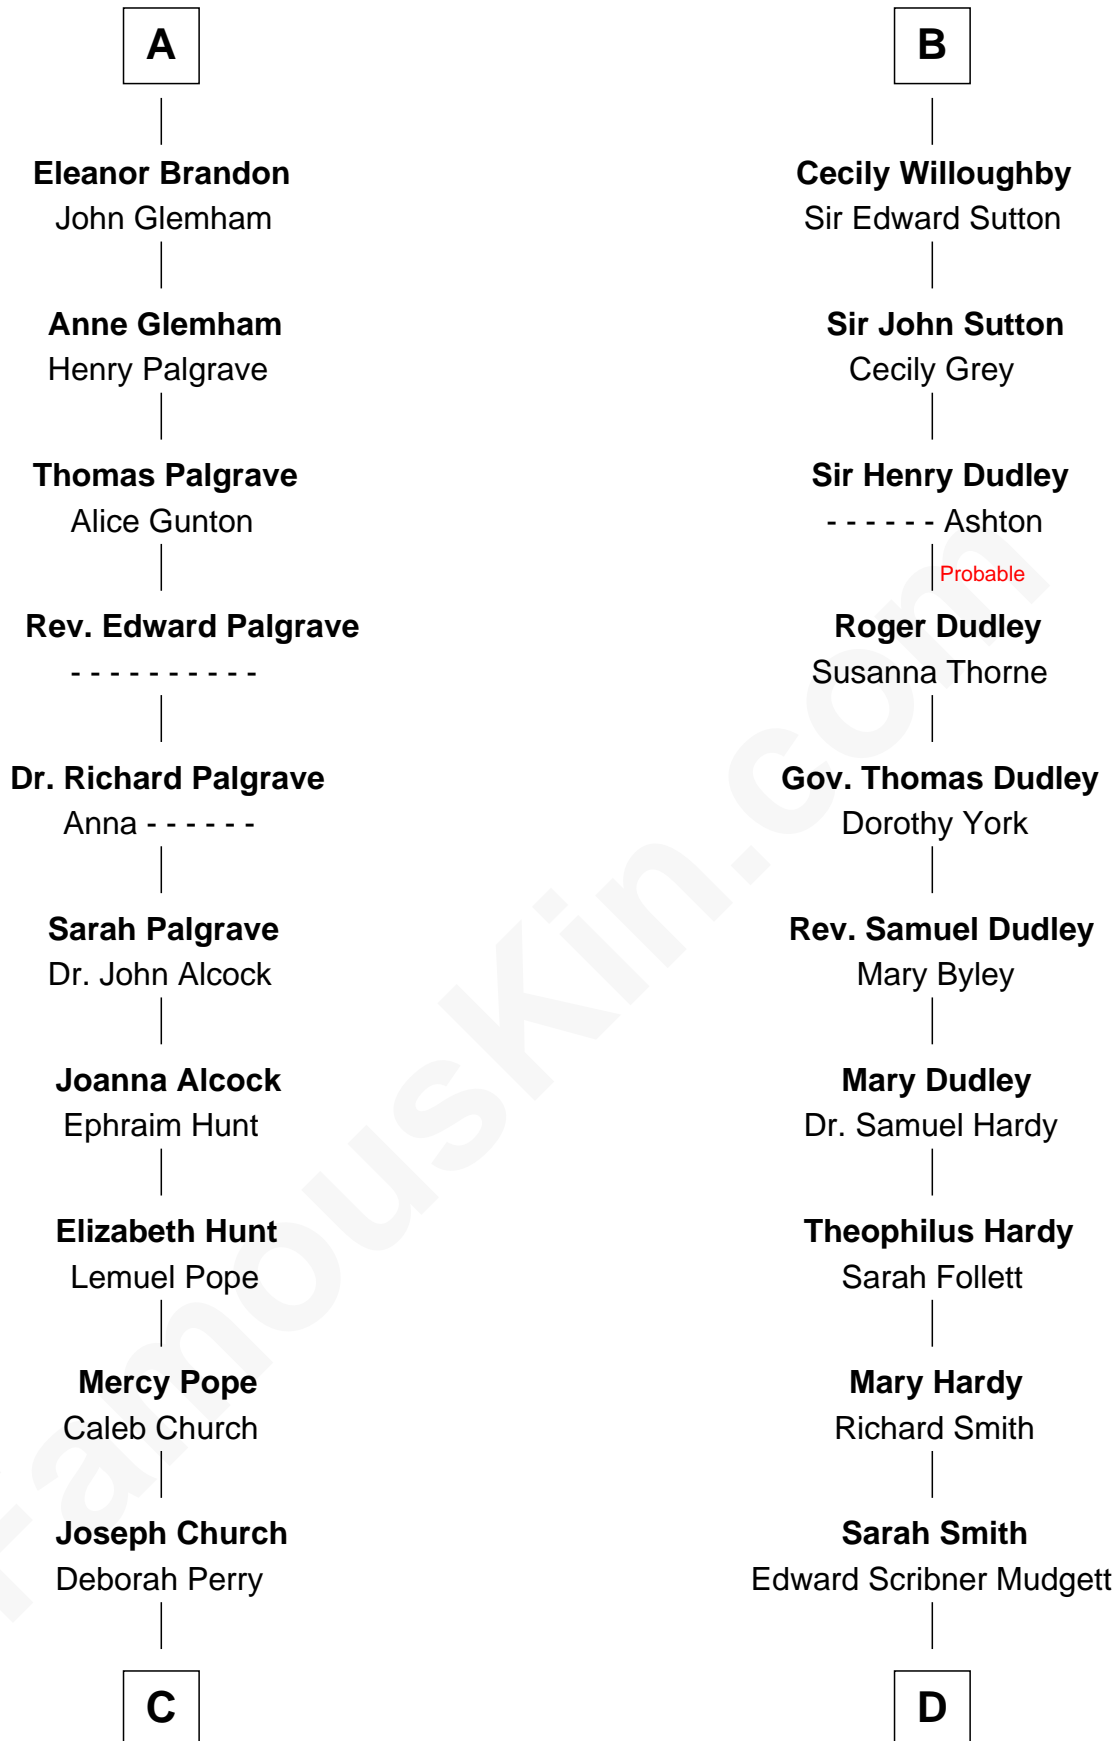 A
Eleanor Brandon
John Glemham
Anne Glemham
Henry Palgrave
Thomas Palgrave
Alice Gunton
Rev. Edward Palgrave
- - - - - - - - - -
Dr. Richard Palgrave
Anna - - - - - -
Sarah Palgrave
Dr. John Alcock
Joanna Alcock
Ephraim Hunt
Elizabeth Hunt
Lemuel Pope
Mercy Pope
Caleb Church
Joseph Church
Deborah Perry
C
B
Cecily Willoughby
Sir Edward Sutton
Sir John Sutton
Cecily Grey
Sir Henry Dudley
- - - - - - Ashton
Probable
Roger Dudley
Susanna Thorne
Gov. Thomas Dudley
Dorothy York
Rev. Samuel Dudley
Mary Byley
Mary Dudley
Dr. Samuel Hardy
Theophilus Hardy
Sarah Follett
Mary Hardy
Richard Smith
Sarah Smith
Edward Scribner Mudgett
D
FamousKin.com